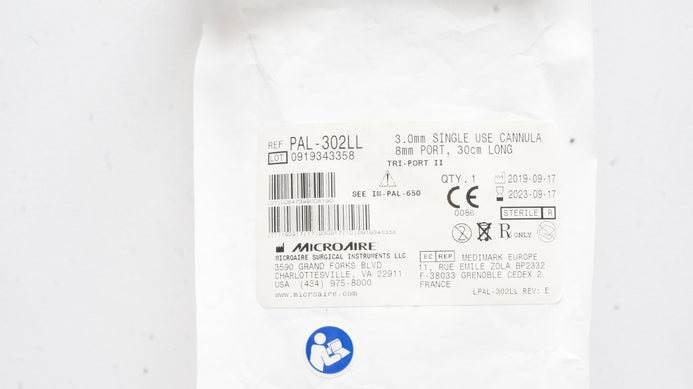 REF PAL-302LL
LOT 0919343358
3.0mm SINGLE USE CANNULA
8mm PORT, 30cm LONG
TRI-PORT II
SEE IN-PAL-650
QTY. 1
2019-09-17
2023-09-17
CE
0086
STERILE R
Rx ONLY
MICROAIRE
MICROAIRE SURGICAL INSTRUMENTS LLC
3590 GRAND FORKS BLVD
CHARLOTTESVILLE, VA 22911
USA (434) 975-8000
www.microaire.com
EC REP MEDIMARK EUROPE
11, RUE EMILE ZOLA BP2332
F-38033 GRENOBLE CEDEX 2
FRANCE
LPAL-302LL REV: E